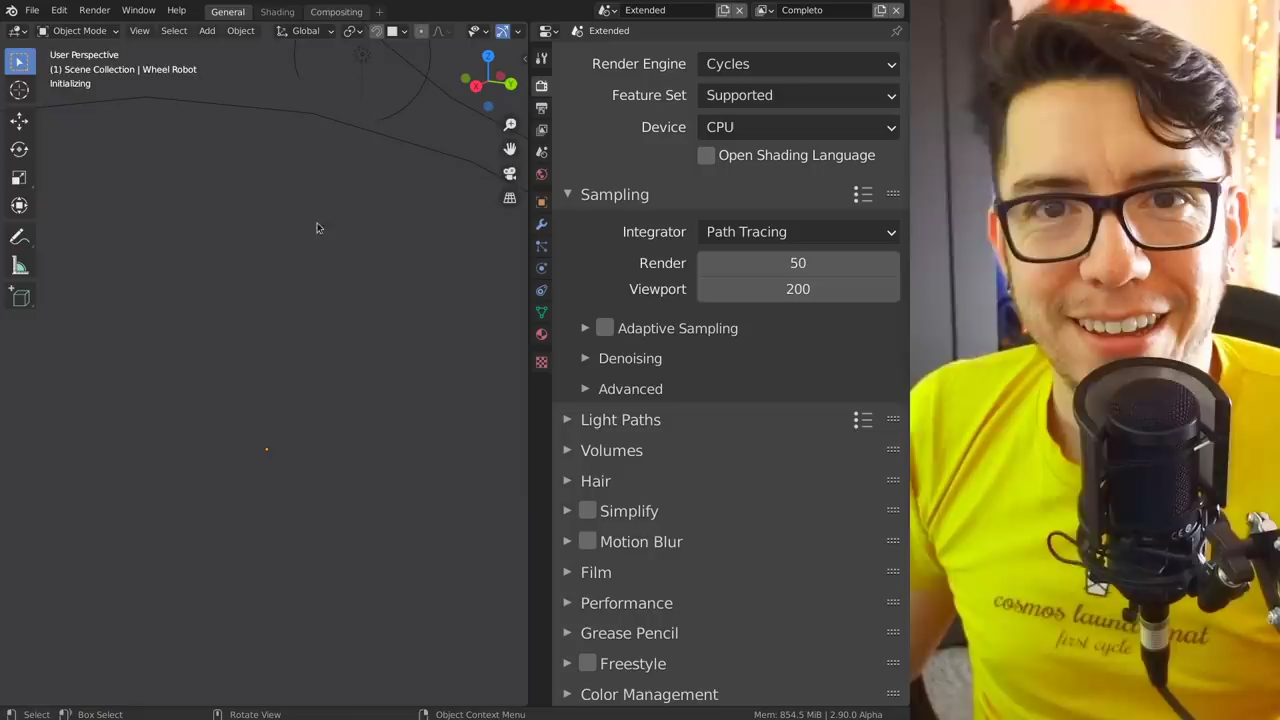 File Edit Render Window Help General Shading Compositing Extended Completo
Object Mode View Select Add Object Global Extended
User Perspective
(1) Scene Collection | Wheel Robot
Initializing
Z
Y
X
Render Engine Cycles
Feature Set Supported
Device CPU
Open Shading Language
Sampling
Integrator Path Tracing
Render 50
Viewport 200
Adaptive Sampling
Denoising
Advanced
Light Paths
Volumes
Hair
Simplify
Motion Blur
Film
Performance
Grease Pencil
Freestyle
Color Management
Select Box Select Rotate View Object Context Menu Mem: 854.5 MiB | 2.90.0 Alpha
cosmos
first cycle